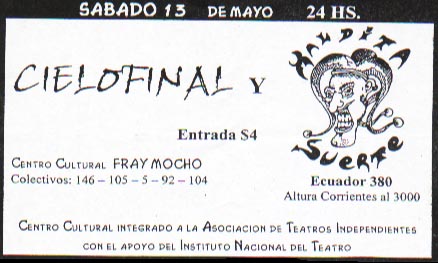 SABADO 13 DE MAYO 24 HS.
CIELOFINAL Y MALDITA SUERTE
Entrada $4
CENTRO CULTURAL FRAY MOCHO
Colectivos: 146 – 105 – 5 – 92 – 104
Ecuador 380
Altura Corrientes al 3000
CENTRO CULTURAL INTEGRADO A LA ASOCIACION DE TEATROS INDEPENDIENTES
CON EL APOYO DEL INSTITUTO NACIONAL DEL TEATRO